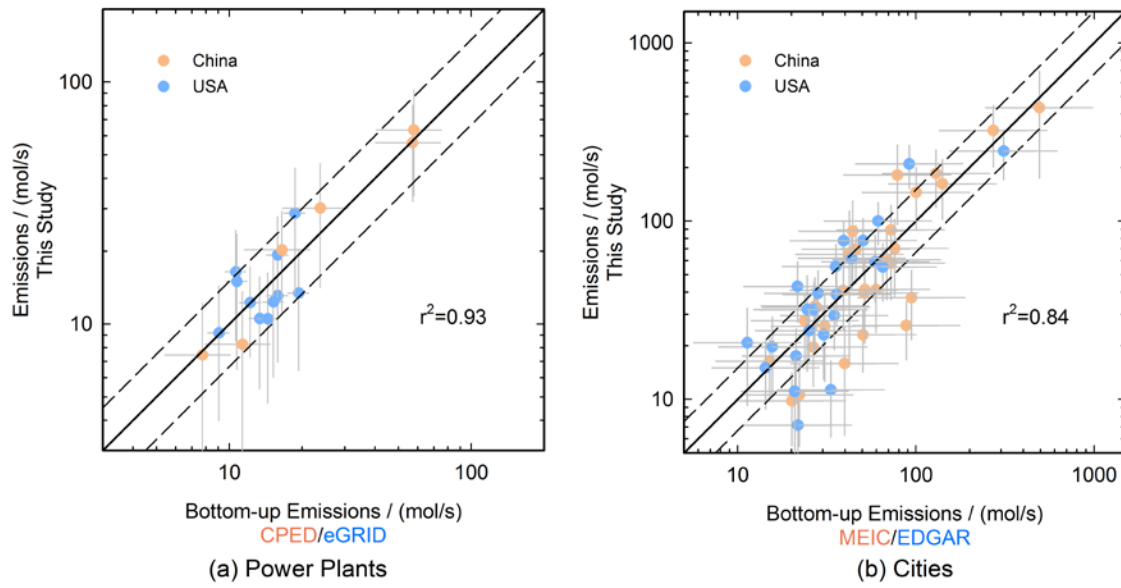 China
USA
100
10
Emissions / (mol/s)
This Study
r²=0.93
10
100
Bottom-up Emissions / (mol/s)
CPED/eGRID
(a) Power Plants
1000
China
USA
100
10
Emissions / (mol/s)
This Study
r²=0.84
10
100
1000
Bottom-up Emissions / (mol/s)
MEIC/EDGAR
(b) Cities